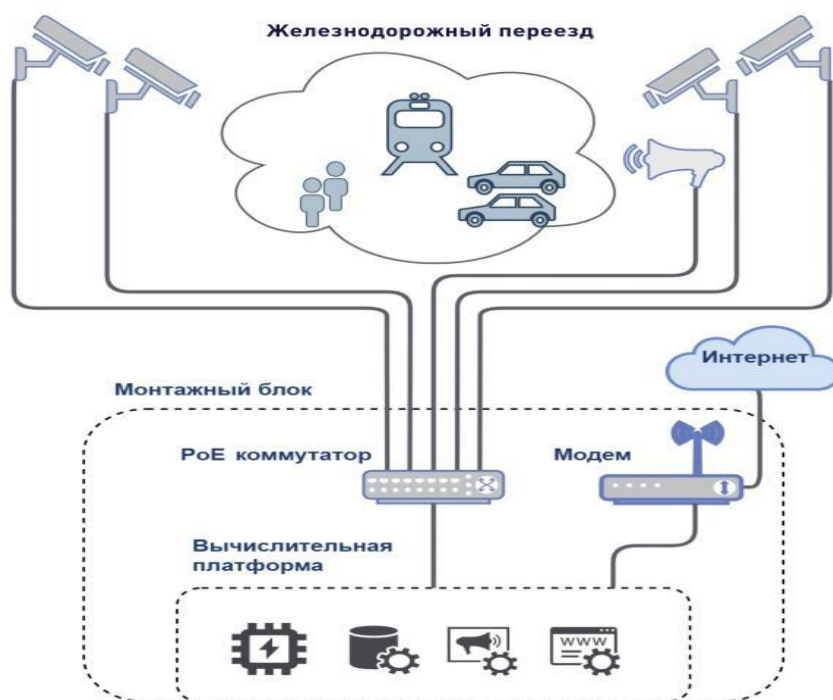 Железнодорожный переезд
Интернет
Монтажный блок
PoE коммутатор
Модем
Вычислительная
платформа
www